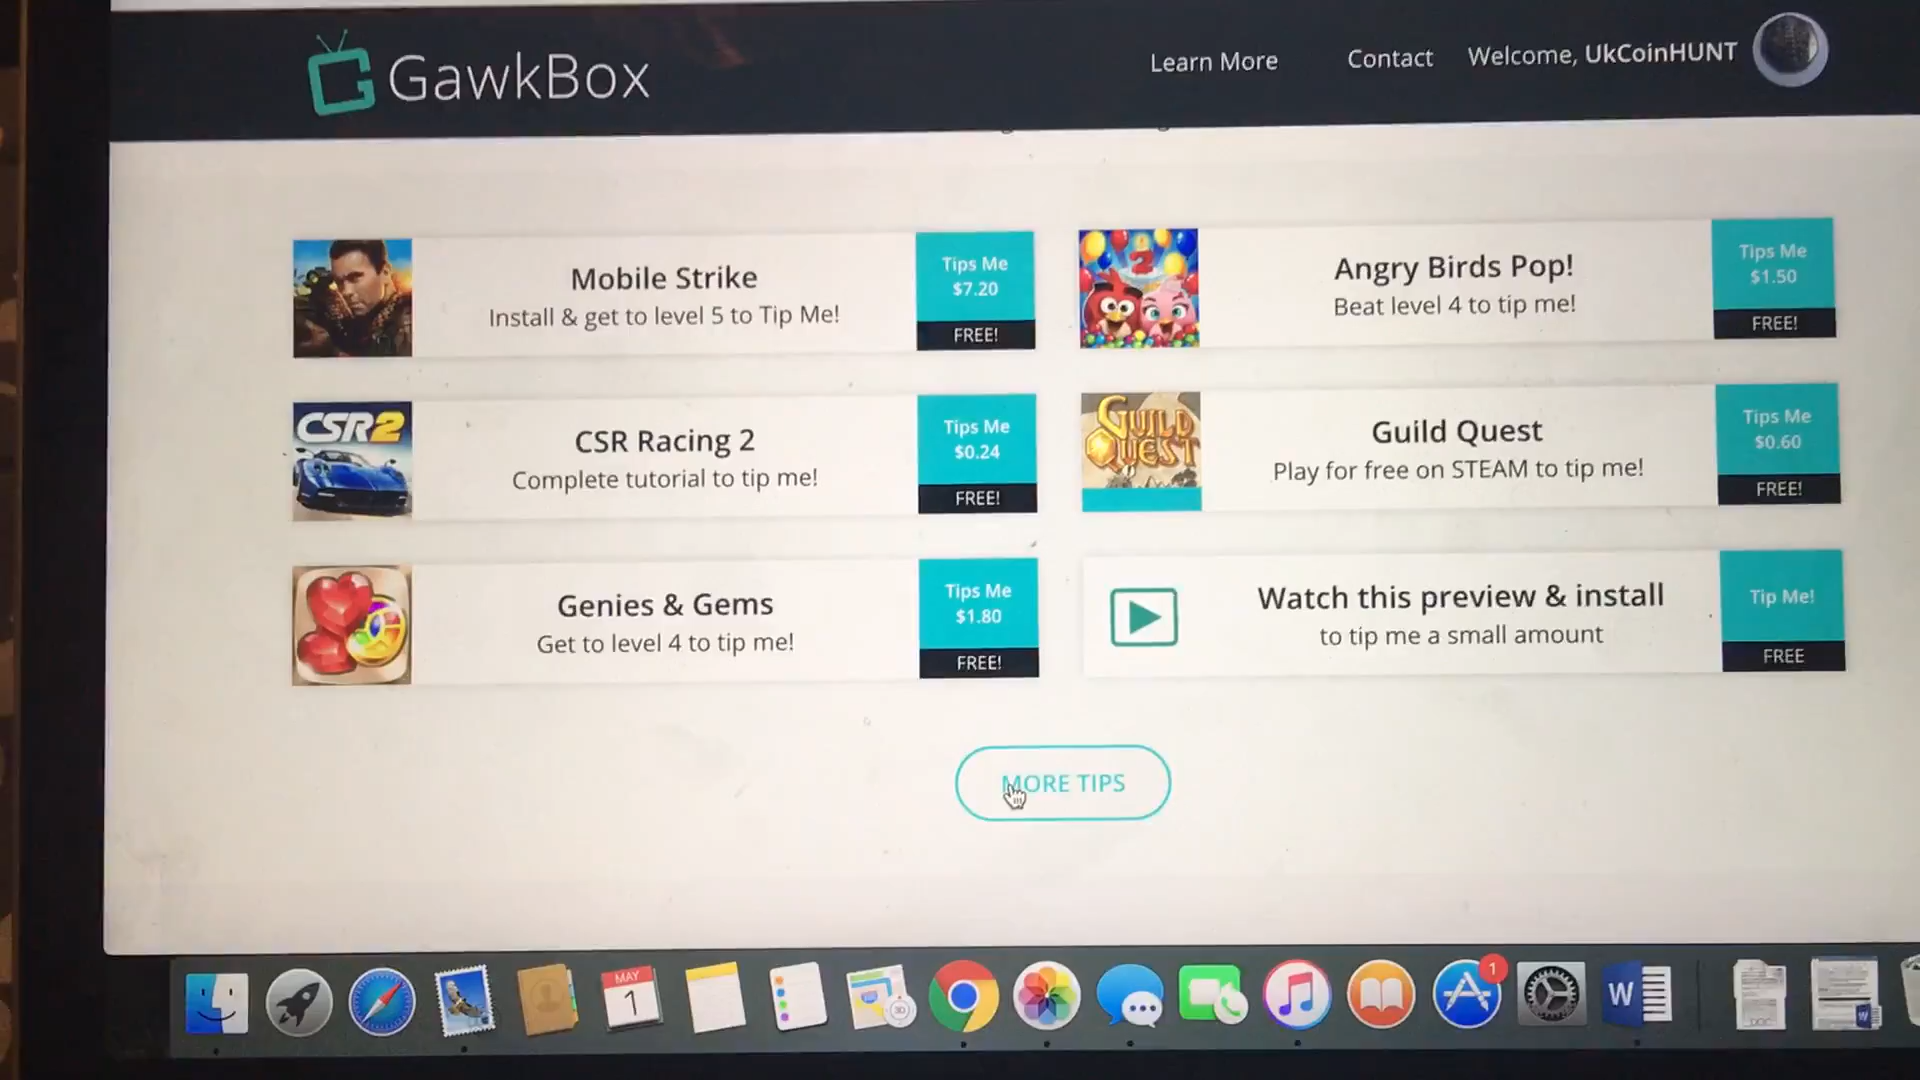 GawkBox
Learn More
Contact
Welcome, UkCoinHUNT
Mobile Strike
Install & get to level 5 to Tip Me!
Tips Me
$7.20
FREE!
Angry Birds Pop!
Beat level 4 to tip me!
Tips Me
$1.50
FREE!
CSR2
CSR Racing 2
Complete tutorial to tip me!
Tips Me
$0.24
FREE!
GUILD
QUEST
Guild Quest
Play for free on STEAM to tip me!
Tips Me
$0.60
FREE!
Genies & Gems
Get to level 4 to tip me!
Tips Me
$1.80
FREE!
Watch this preview & install
to tip me a small amount
Tip Me!
FREE
MORE TIPS
MAY
1
3D
1
W
W